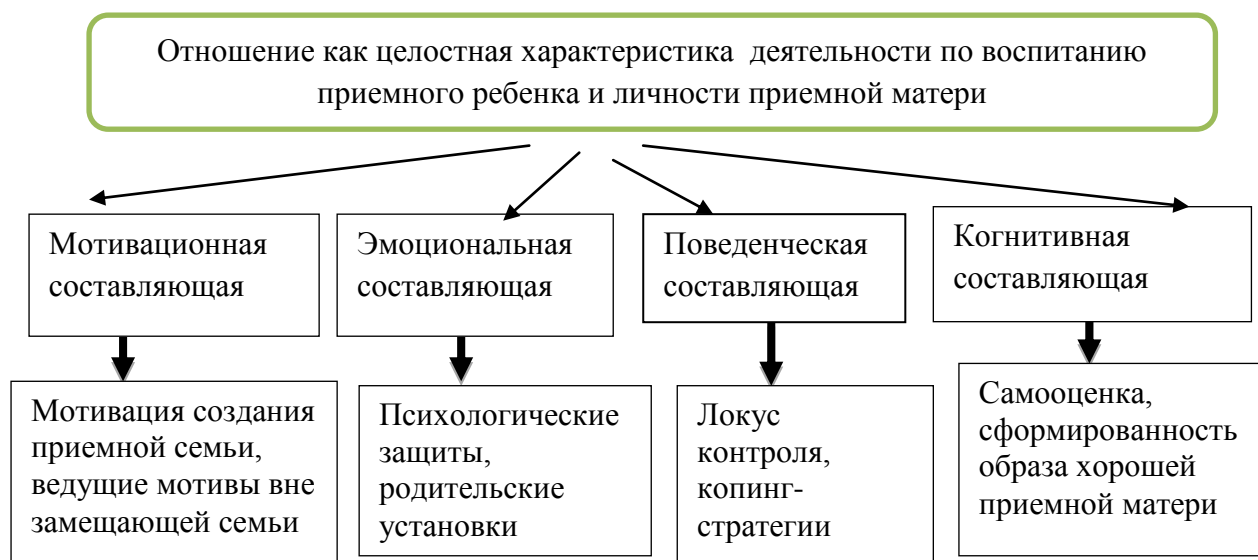 Отношение как целостная характеристика деятельности по воспитанию
приемного ребенка и личности приемной матери
Мотивационная
составляющая
Эмоциональная
составляющая
Поведенческая
составляющая
Когнитивная
составляющая
Мотивация создания
приемной семьи,
ведущие мотивы вне
замещающей семьи
Психологические
защиты,
родительские
установки
Локус
контроля,
копинг-
стратегии
Самооценка,
сформированность
образа хорошей
приемной матери